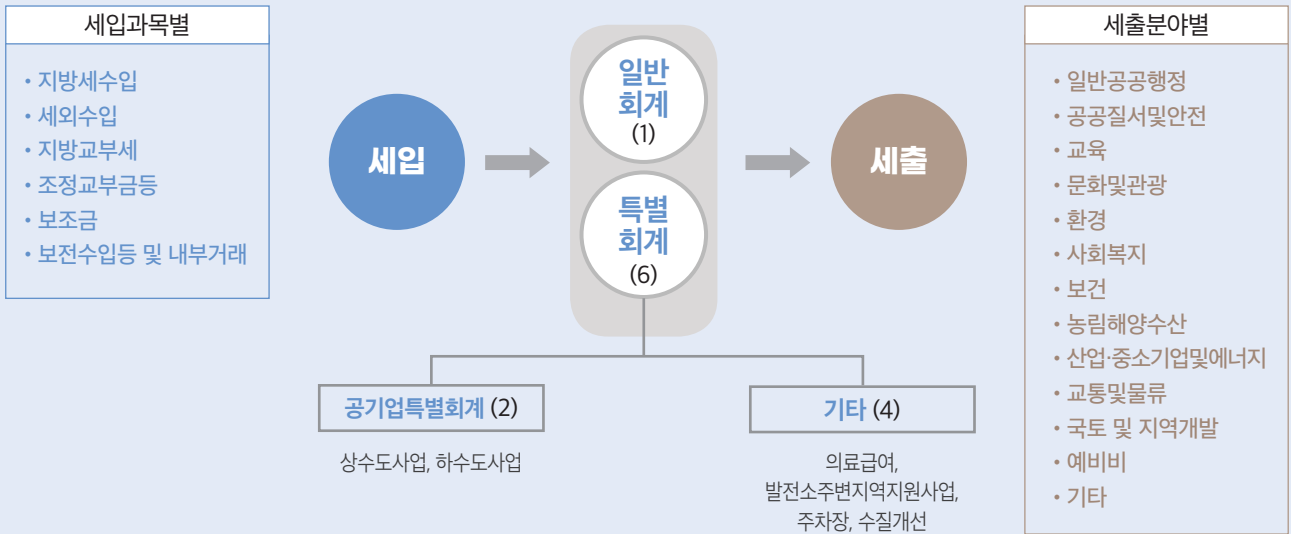 세입과목별
• 지방세수입
• 세외수입
• 지방교부세
• 조정교부금등
• 보조금
• 보전수입등 및 내부거래
세입
일반
회계
(1)
특별
회계
(6)
세출
공기업특별회계 (2)
상수도사업, 하수도사업
기타 (4)
의료급여,
발전소주변지역지원사업,
주차장, 수질개선
세출분야별
• 일반공공행정
• 공공질서및안전
• 교육
• 문화및관광
• 환경
• 사회복지
• 보건
• 농림해양수산
• 산업·중소기업및에너지
• 교통및물류
• 국토 및 지역개발
• 예비비
• 기타